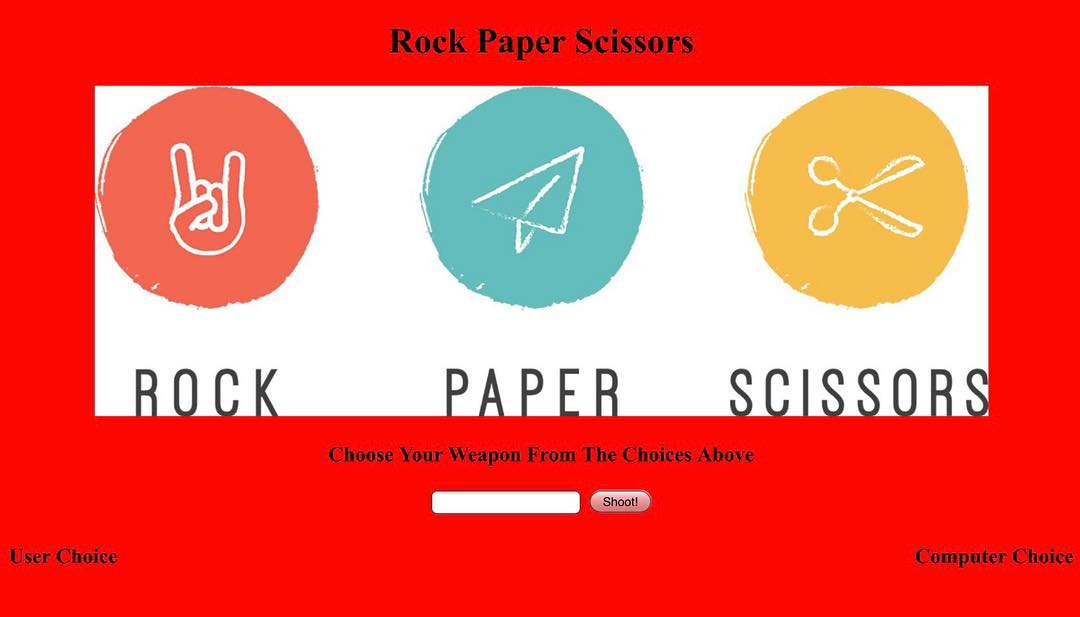 Rock Paper Scissors
ROCK PAPER SCISSORS
Choose Your Weapon From The Choices Above
Shoot!
User Choice Computer Choice